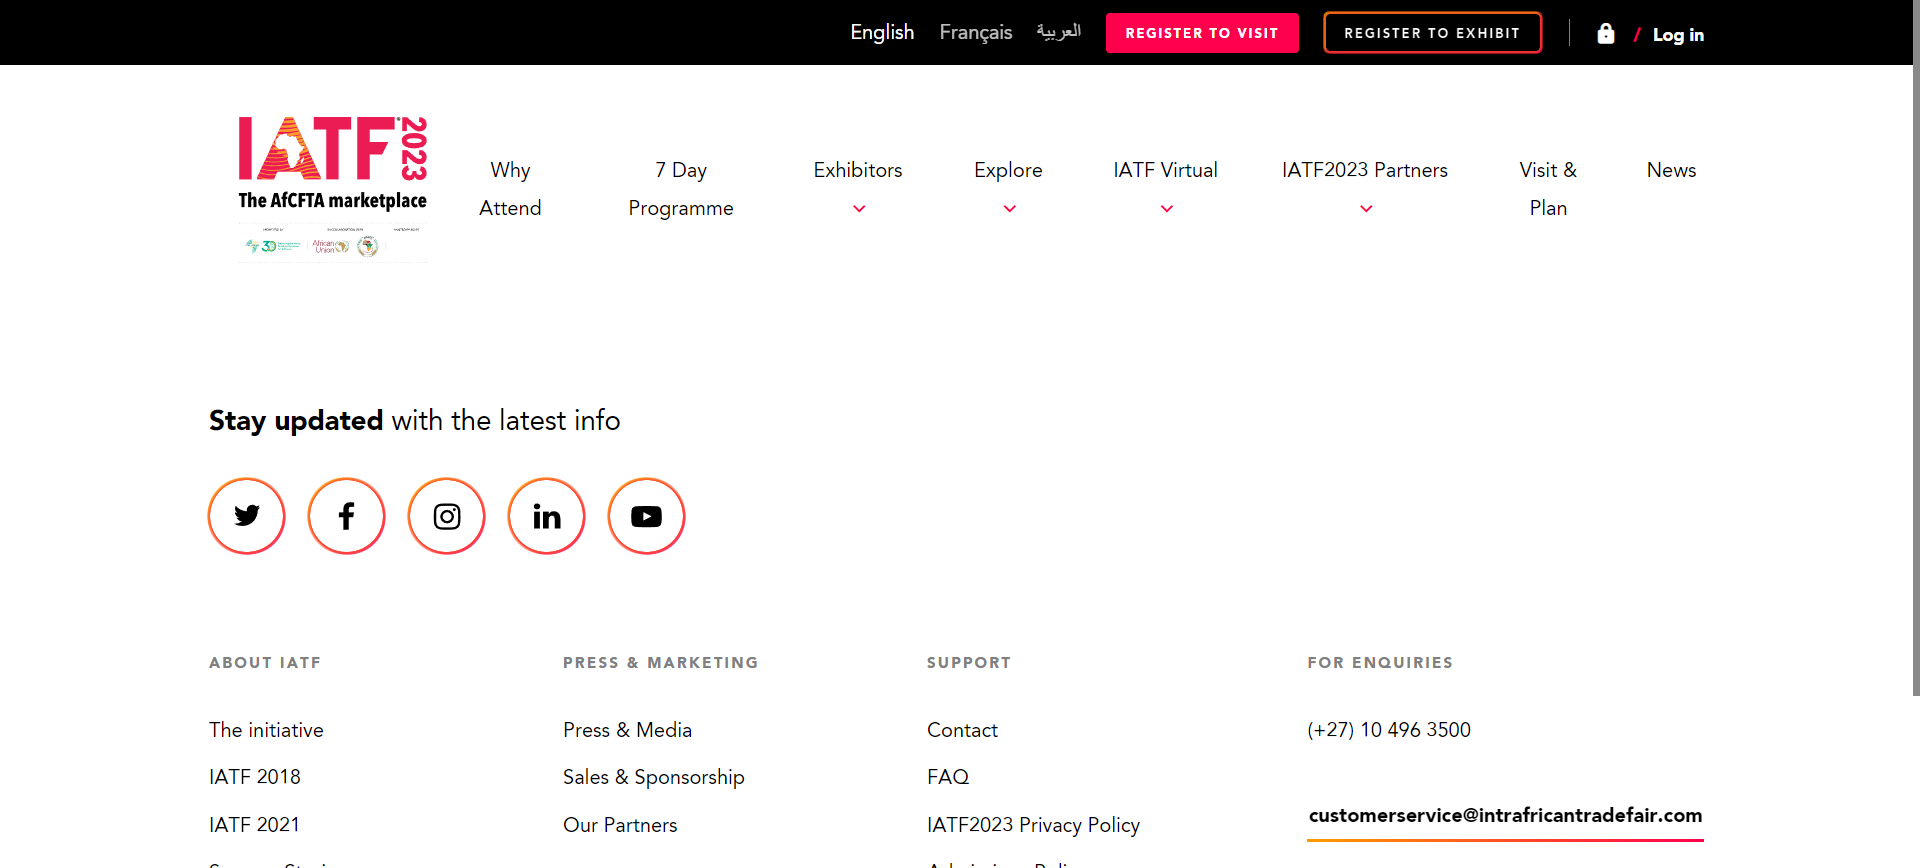 English Français العربية REGISTER TO VISIT REGISTER TO EXHIBIT / Log in
IATF 2023
The AfCFTA marketplace
African Union
Why Attend
7 Day Programme
Exhibitors
Explore
IATF Virtual
IATF2023 Partners
Visit & Plan
News
Stay updated with the latest info
ABOUT IATF
The initiative
IATF 2018
IATF 2021
PRESS & MARKETING
Press & Media
Sales & Sponsorship
Our Partners
SUPPORT
Contact
FAQ
IATF2023 Privacy Policy
FOR ENQUIRIES
(+27) 10 496 3500
customerservice@intrafricantradefair.com